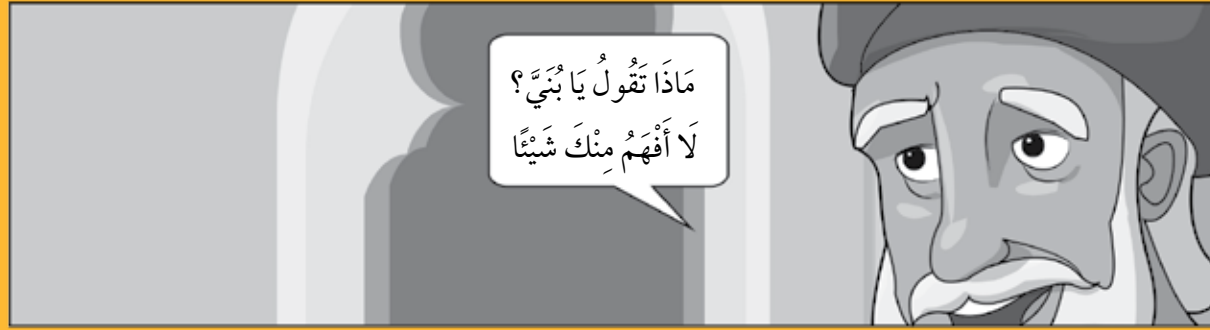 مَاذَا تَقُولُ يَا بُنَيَّ؟
لَا أَفْهَمُ مِنْكَ شَيْئًا